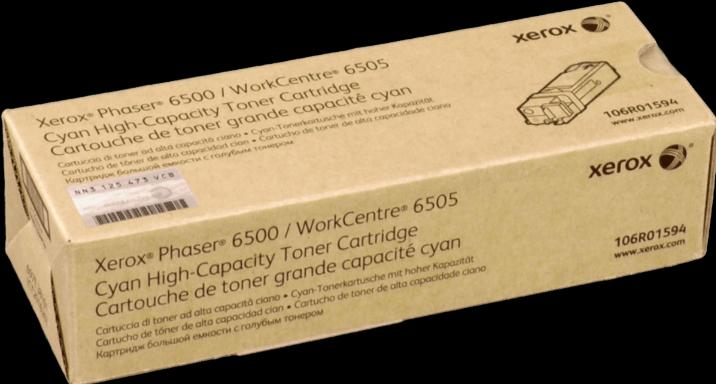 xerox
Xerox® Phaser® 6500 / WorkCentre® 6505
Cyan High-Capacity Toner Cartridge
Cartouche de toner grande capacité cyan
Cartuccia di toner ad alta capacità ciano • Cyan-Tonerkartusche mit hoher Kapazität
Cartucho de tóner de alta capacidad cian • Cartucho de toner de alta capacidade ciano
Картридж большой емкости с голубым тонером
106R01594
www.xerox.com
NN3 125 473 VCB
xerox
Xerox® Phaser® 6500 / WorkCentre® 6505
Cyan High-Capacity Toner Cartridge
Cartouche de toner grande capacité cyan
Cartuccia di toner ad alta capacità ciano • Cyan-Tonerkartusche mit hoher Kapazität
Cartucho de tóner de alta capacidad cian • Cartucho de toner de alta capacidade ciano
Картридж большой емкости с голубым тонером
106R01594
www.xerox.com